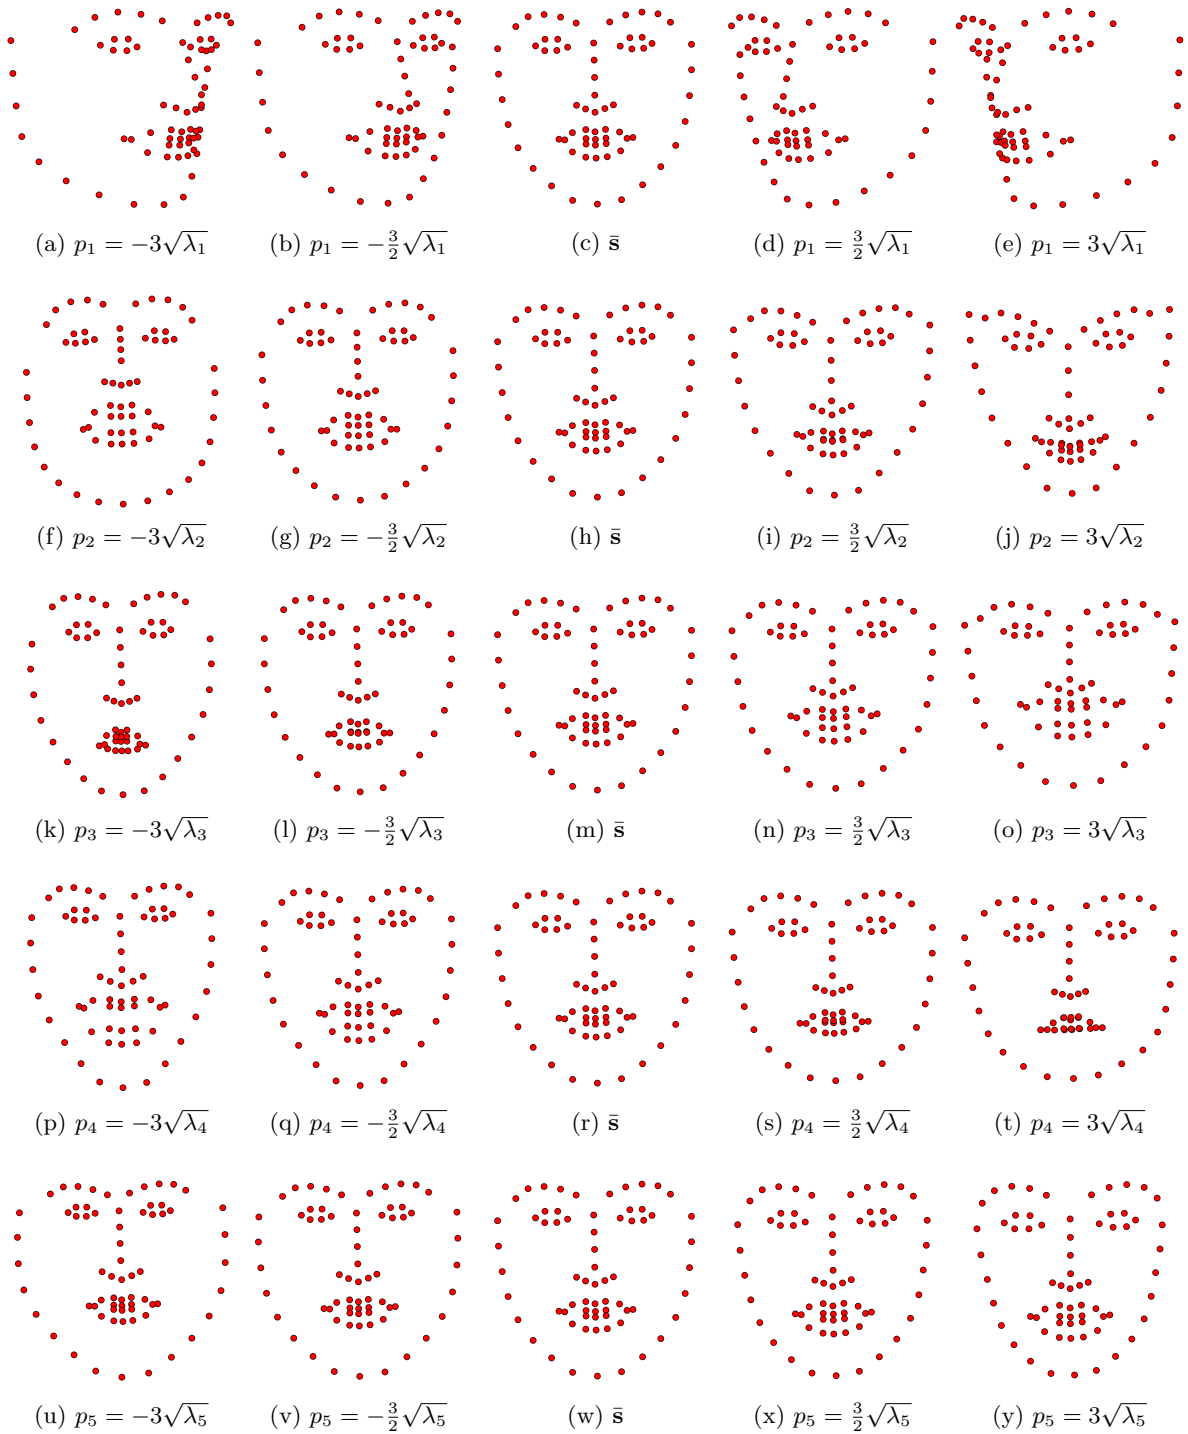 (a) p₁ = −3√λ₁ (b) p₁ = −3/2√λ₁ (c) s̄ (d) p₁ = 3/2√λ₁ (e) p₁ = 3√λ₁
(f) p₂ = −3√λ₂ (g) p₂ = −3/2√λ₂ (h) s̄ (i) p₂ = 3/2√λ₂ (j) p₂ = 3√λ₂
(k) p₃ = −3√λ₃ (l) p₃ = −3/2√λ₃ (m) s̄ (n) p₃ = 3/2√λ₃ (o) p₃ = 3√λ₃
(p) p₄ = −3√λ₄ (q) p₄ = −3/2√λ₄ (r) s̄ (s) p₄ = 3/2√λ₄ (t) p₄ = 3√λ₄
(u) p₅ = −3√λ₅ (v) p₅ = −3/2√λ₅ (w) s̄ (x) p₅ = 3/2√λ₅ (y) p₅ = 3√λ₅